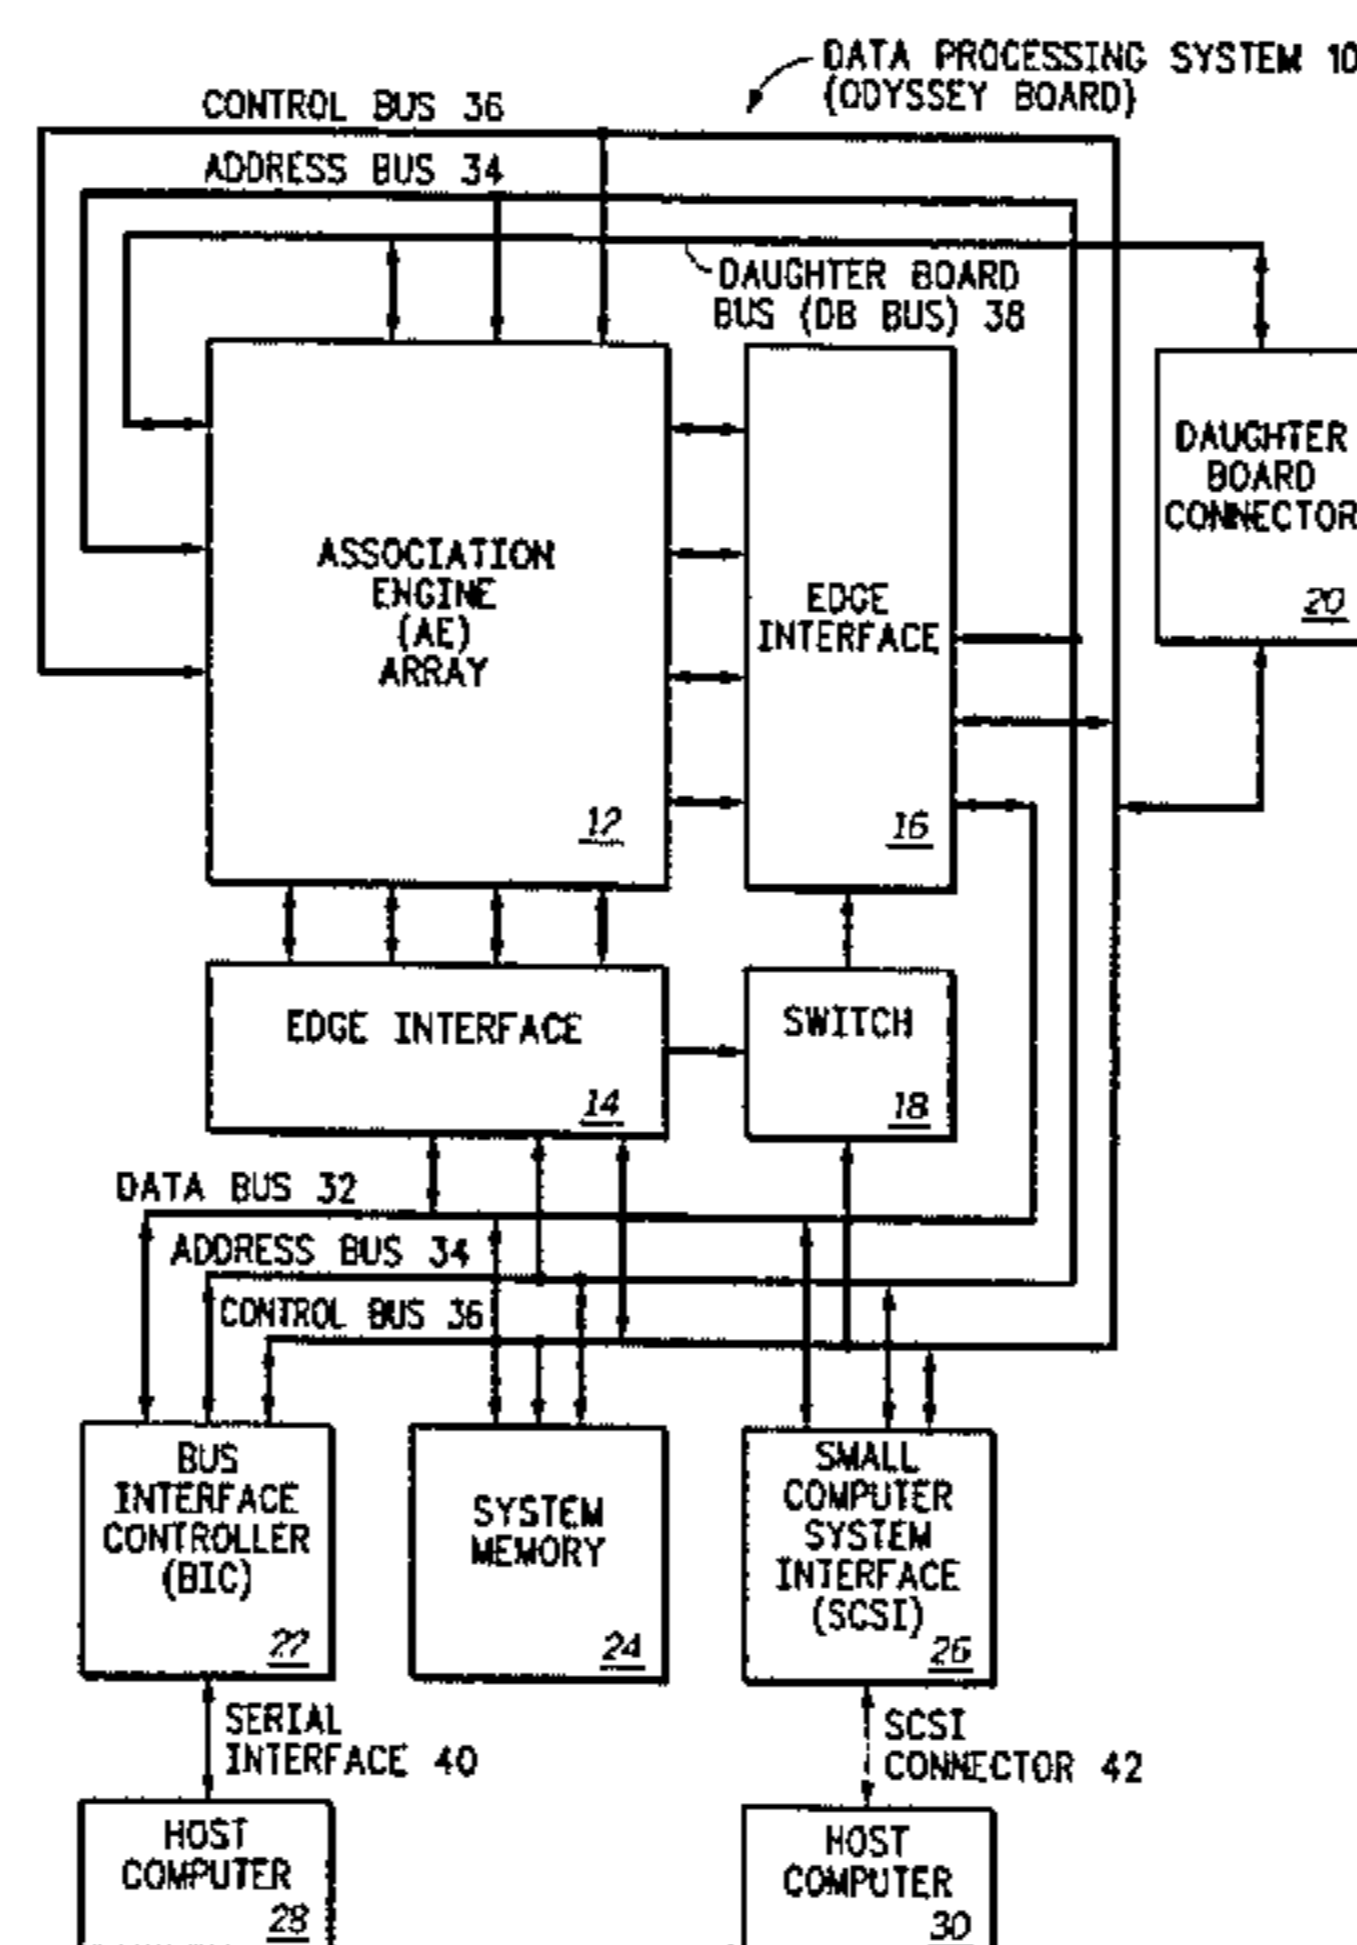 DATA PROCESSING SYSTEM 10
(ODYSSEY BOARD)
CONTROL BUS 36
ADDRESS BUS 34
DAUGHTER BOARD
BUS (DB BUS) 38
DAUGHTER
BOARD
CONNECTOR
20
ASSOCIATION
ENGINE
(AE)
ARRAY
12
EDGE
INTERFACE
16
EDGE INTERFACE
14
SWITCH
18
DATA BUS 32
ADDRESS BUS 34
CONTROL BUS 36
BUS
INTERFACE
CONTROLLER
(BIC)
22
SYSTEM
MEMORY
24
SMALL
COMPUTER
SYSTEM
INTERFACE
(SCSI)
26
SERIAL
INTERFACE 40
SCSI
CONNECTOR 42
HOST
COMPUTER
28
HOST
COMPUTER
30